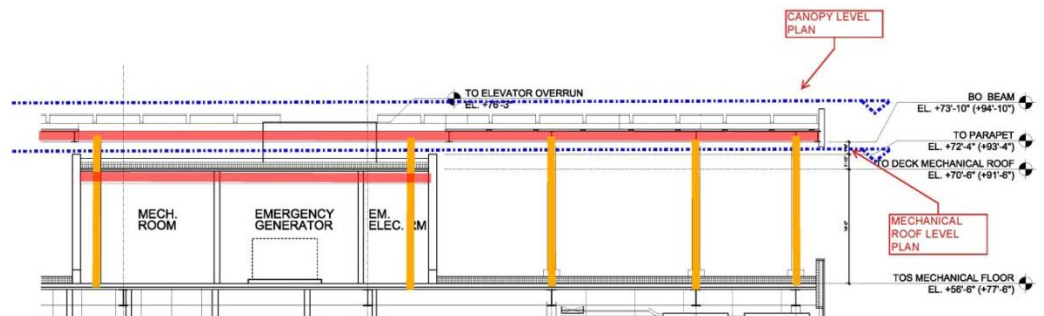 CANOPY LEVEL
PLAN
TO ELEVATOR OVERRUN
EL. +76'-3"
BO BEAM
EL. +73'-10" (+94'-10")
TO PARAPET
EL. +72'-4" (+93'-4")
TO DECK MECHANICAL ROOF
EL. +70'-6" (+91'-6")
MECH.
ROOM
EMERGENCY
GENERATOR
EM.
ELEC. RM
MECHANICAL
ROOF LEVEL
PLAN
TOS MECHANICAL FLOOR
EL. +56'-6" (+77'-6")